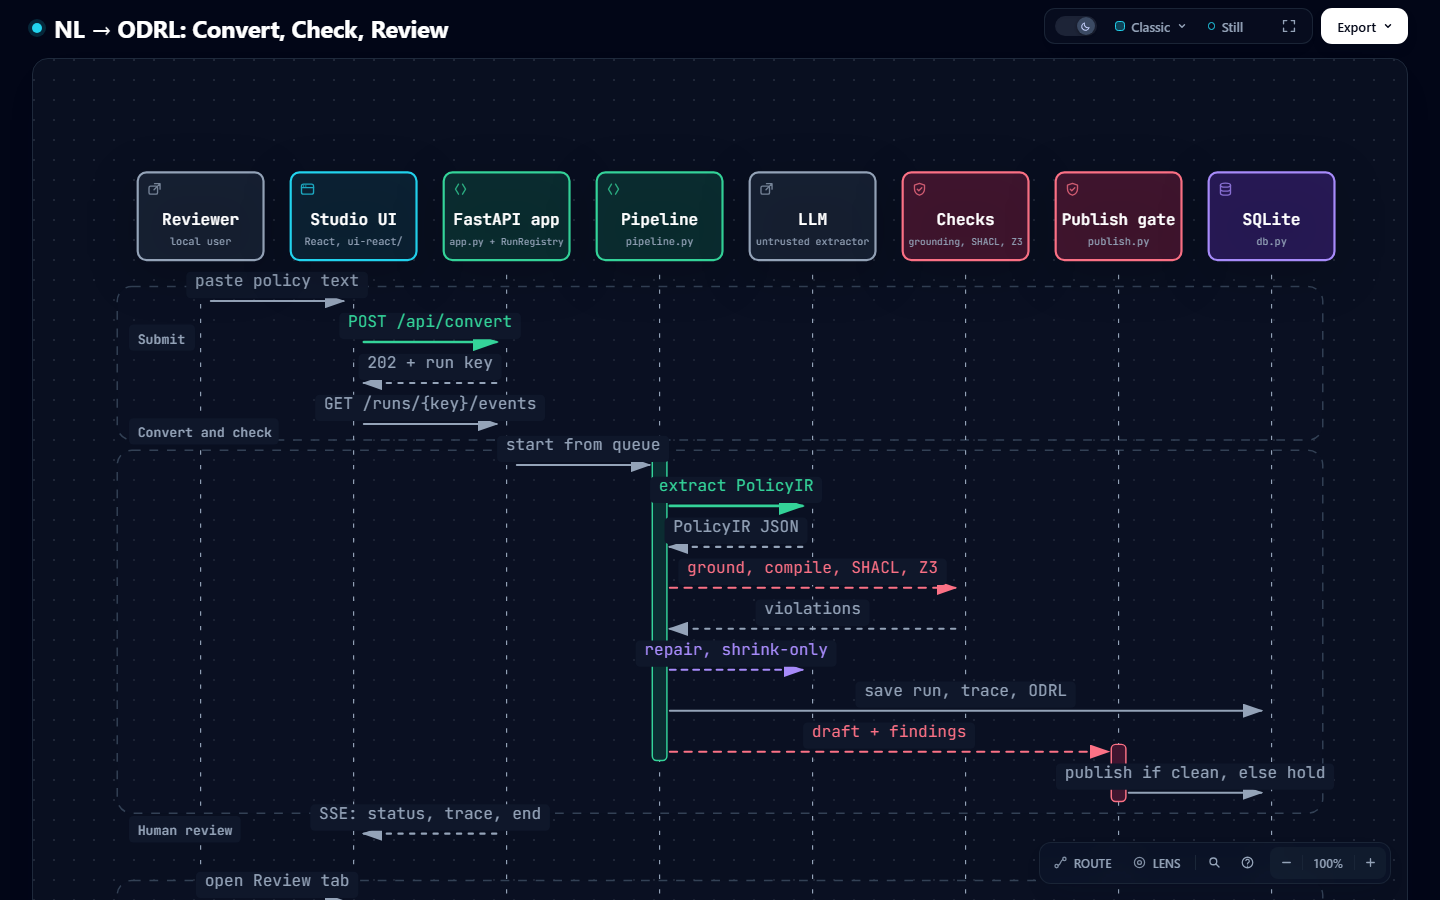 NL → ODRL: Convert, Check, Review
Classic
Still
Export
Reviewer
local user
Studio UI
React, ui-react/
FastAPI app
app.py + RunRegistry
Pipeline
pipeline.py
LLM
untrusted extractor
Checks
grounding, SHACL, Z3
Publish gate
publish.py
SQLite
db.py
paste policy text
POST /api/convert
Submit
202 + run key
GET /runs/{key}/events
Convert and check
start from queue
extract PolicyIR
PolicyIR JSON
ground, compile, SHACL, Z3
violations
repair, shrink-only
save run, trace, ODRL
draft + findings
publish if clean, else hold
SSE: status, trace, end
Human review
open Review tab
ROUTE
LENS
100%